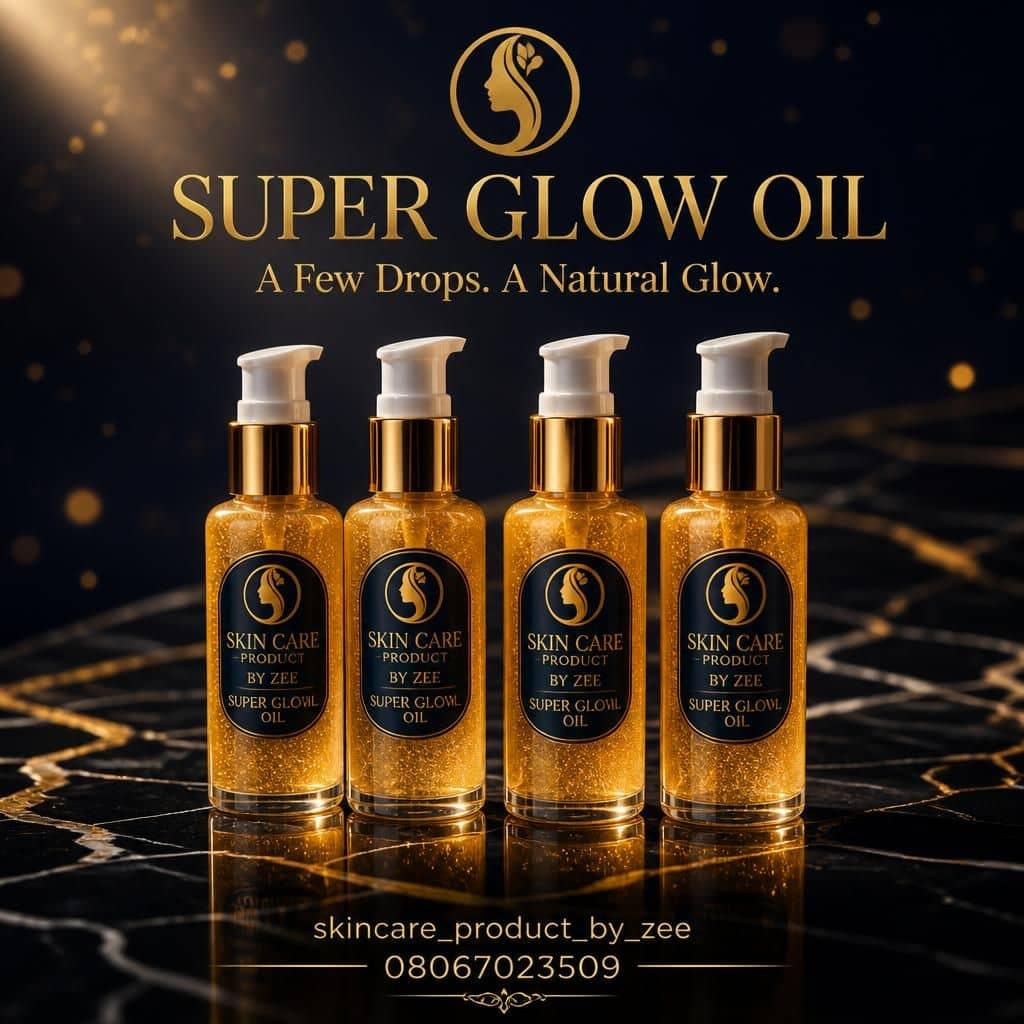 SUPER GLOW OIL
A Few Drops. A Natural Glow.
SKIN CARE
PRODUCT
BY ZEE
SUPER GLOWL
OIL
SKIN CARE
PRODUCT
BY ZEE
SUPER GLOWL
OIL
SKIN CARE
PRODUCT
BY ZEE
SUPER GLOWL
OIL
SKIN CARE
PRODUCT
BY ZEE
SUPER GLOWL
OIL
skincare_product_by_zee
08067023509